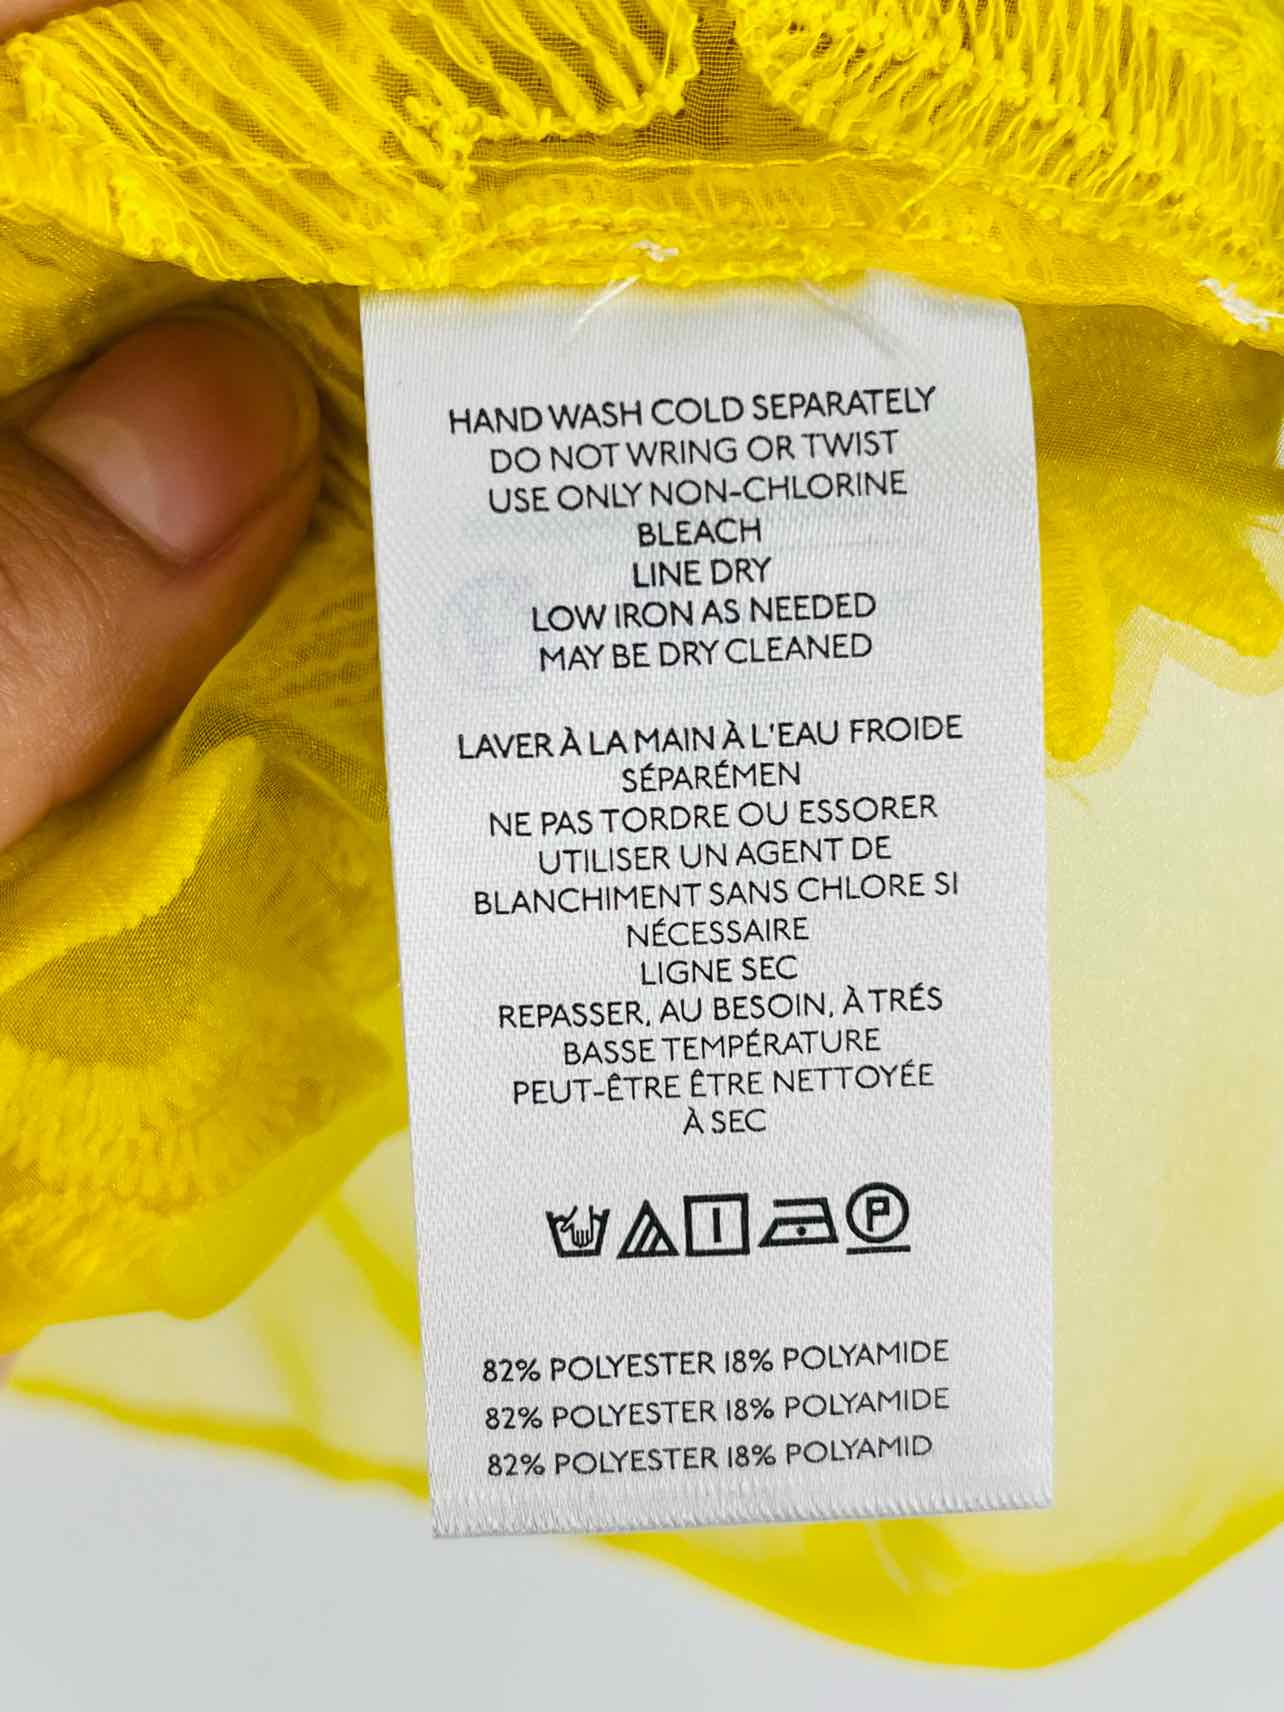 HAND WASH COLD SEPARATELY
DO NOT WRING OR TWIST
USE ONLY NON-CHLORINE
BLEACH
LINE DRY
LOW IRON AS NEEDED
MAY BE DRY CLEANED
LAVER À LA MAIN À L'EAU FROIDE
SÉPARÉMEN
NE PAS TORDRE OU ESSORER
UTILISER UN AGENT DE
BLANCHIMENT SANS CHLORE SI
NÉCESSAIRE
LIGNE SEC
REPASSER, AU BESOIN, À TRÉS
BASSE TEMPÉRATURE
PEUT-ÊTRE ÊTRE NETTOYÉE
À SEC
P
82% POLYESTER 18% POLYAMIDE
82% POLYESTER 18% POLYAMIDE
82% POLYESTER 18% POLYAMID